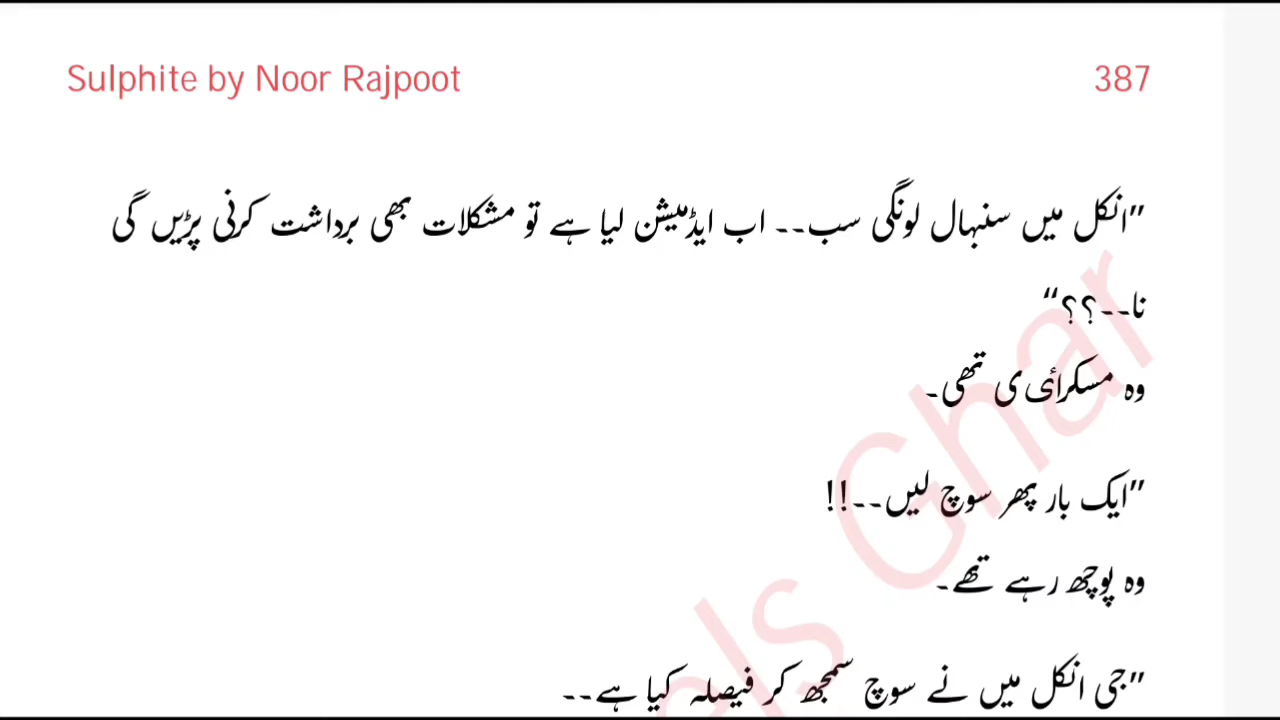 Sulphite by Noor Rajpoot 387
"انکل میں سنبھال لونگی سب۔۔ اب ایڈمیشن لیا ہے تو مشکلات بھی برداشت کرنی پڑیں گی
نا۔۔؟؟“
وہ مسکرائی ی تھی۔
"ایک بار پھر سوچ لیں۔۔!!
وہ پوچھ رہے تھے۔
"جی انکل میں نے سوچ سمجھ کر فیصلہ کیا ہے۔۔
els Ghar